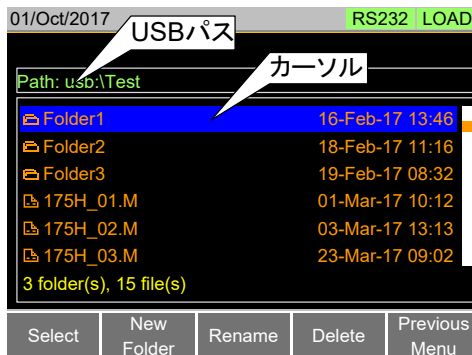 01/Oct/2017 RS232 LOAD
USBパス
カーソル
Path: usb:\Test
Folder1 16-Feb-17 13:46
Folder2 18-Feb-17 11:16
Folder3 19-Feb-17 08:32
175H_01.M 01-Mar-17 10:12
175H_02.M 03-Mar-17 13:13
175H_03.M 23-Mar-17 09:02
3 folder(s), 15 file(s)
Select
New
Folder
Rename
Delete
Previous
Menu